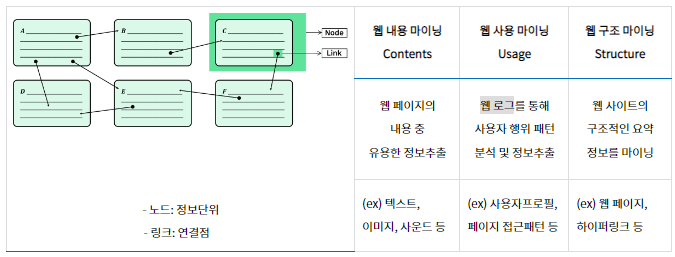 A
B
C
Node
Link
D
E
F
- 노드: 정보단위
- 링크: 연결점
웹 내용 마이닝
Contents
웹 사용 마이닝
Usage
웹 구조 마이닝
Structure
웹 페이지의
내용 중
유용한 정보추출
웹 로그를 통해
사용자 행위 패턴
분석 및 정보추출
웹 사이트의
구조적인 요약
정보를 마이닝
(ex) 텍스트,
이미지, 사운드 등
(ex) 사용자프로필,
페이지 접근패턴 등
(ex) 웹 페이지,
하이퍼링크 등